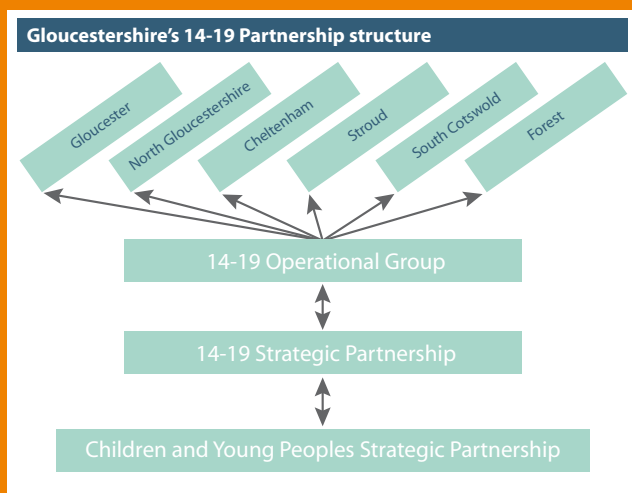 Gloucestershire's 14-19 Partnership structure
Gloucester
North Gloucestershire
Cheltenham
Stroud
South Cotswold
Forest
14-19 Operational Group
14-19 Strategic Partnership
Children and Young Peoples Strategic Partnership